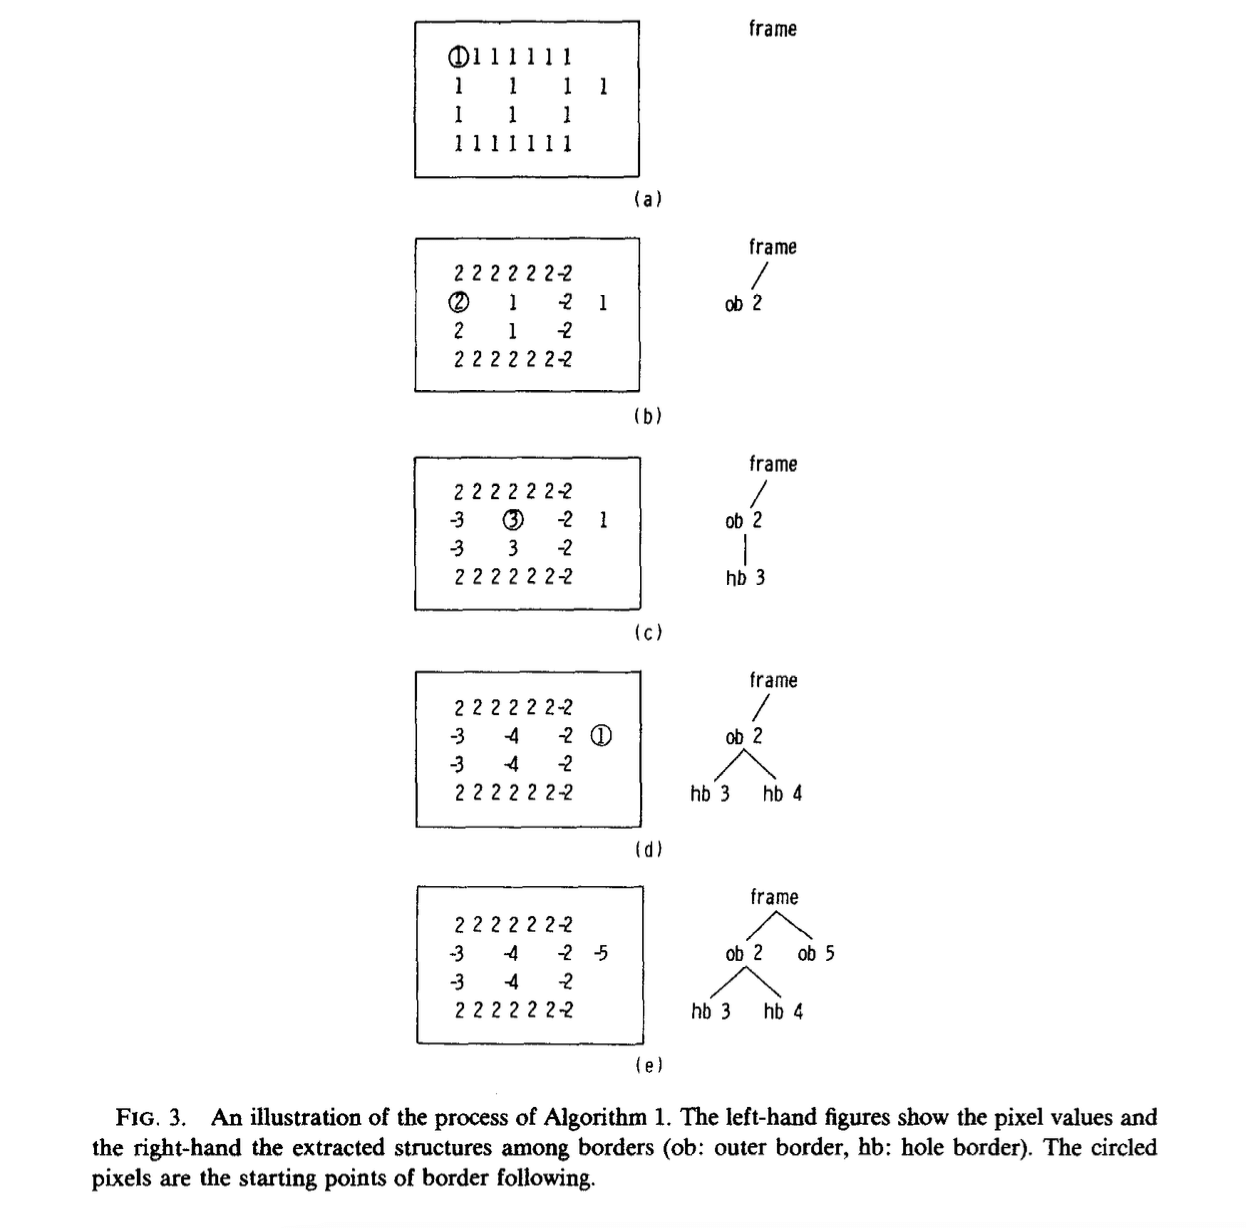 frame
①1 1 1 1 1 1
1 1 1 1
1 1 1
1 1 1 1 1 1 1
(a)
frame
2 2 2 2 2 2 -2
② 1 -2 1
ob 2
2 1 -2
2 2 2 2 2 2 -2
(b)
frame
2 2 2 2 2 2 -2
-3 ③ -2 1
ob 2
-3 3 -2
2 2 2 2 2 2 -2
hb 3
(c)
frame
2 2 2 2 2 2 -2
-3 -4 -2 ①
ob 2
-3 -4 -2
2 2 2 2 2 2 -2
hb 3 hb 4
(d)
frame
2 2 2 2 2 2 -2
-3 -4 -2 -5
ob 2 ob 5
-3 -4 -2
2 2 2 2 2 2 -2
hb 3 hb 4
(e)
FIG. 3. An illustration of the process of Algorithm 1. The left-hand figures show the pixel values and
the right-hand the extracted structures among borders (ob: outer border, hb: hole border). The circled
pixels are the starting points of border following.